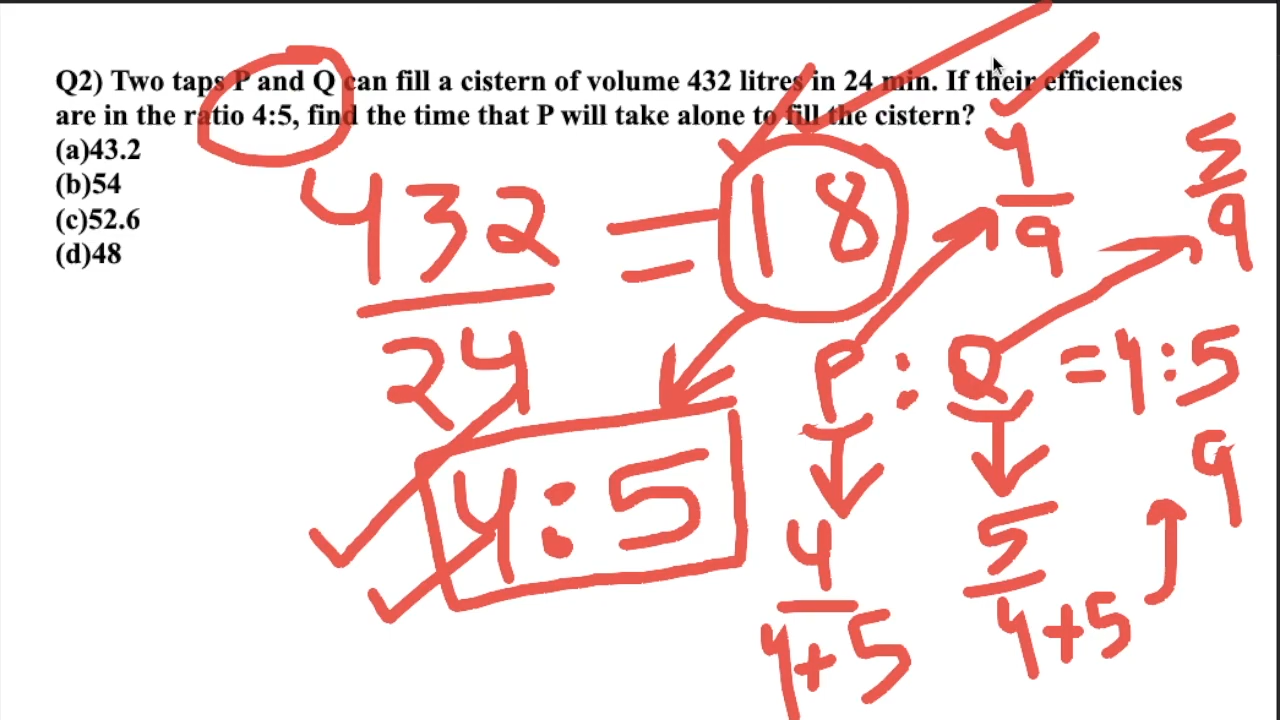 Q2) Two taps P and Q can fill a cistern of volume 432 litres in 24 min. If their efficiencies
are in the ratio 4:5, find the time that P will take alone to fill the cistern?
(a)43.2
(b)54
(c)52.6
(d)48
432
24
= 18
4
9
5
9
P : Q = 4:5
9
4:5
4
4+5
5
4+5